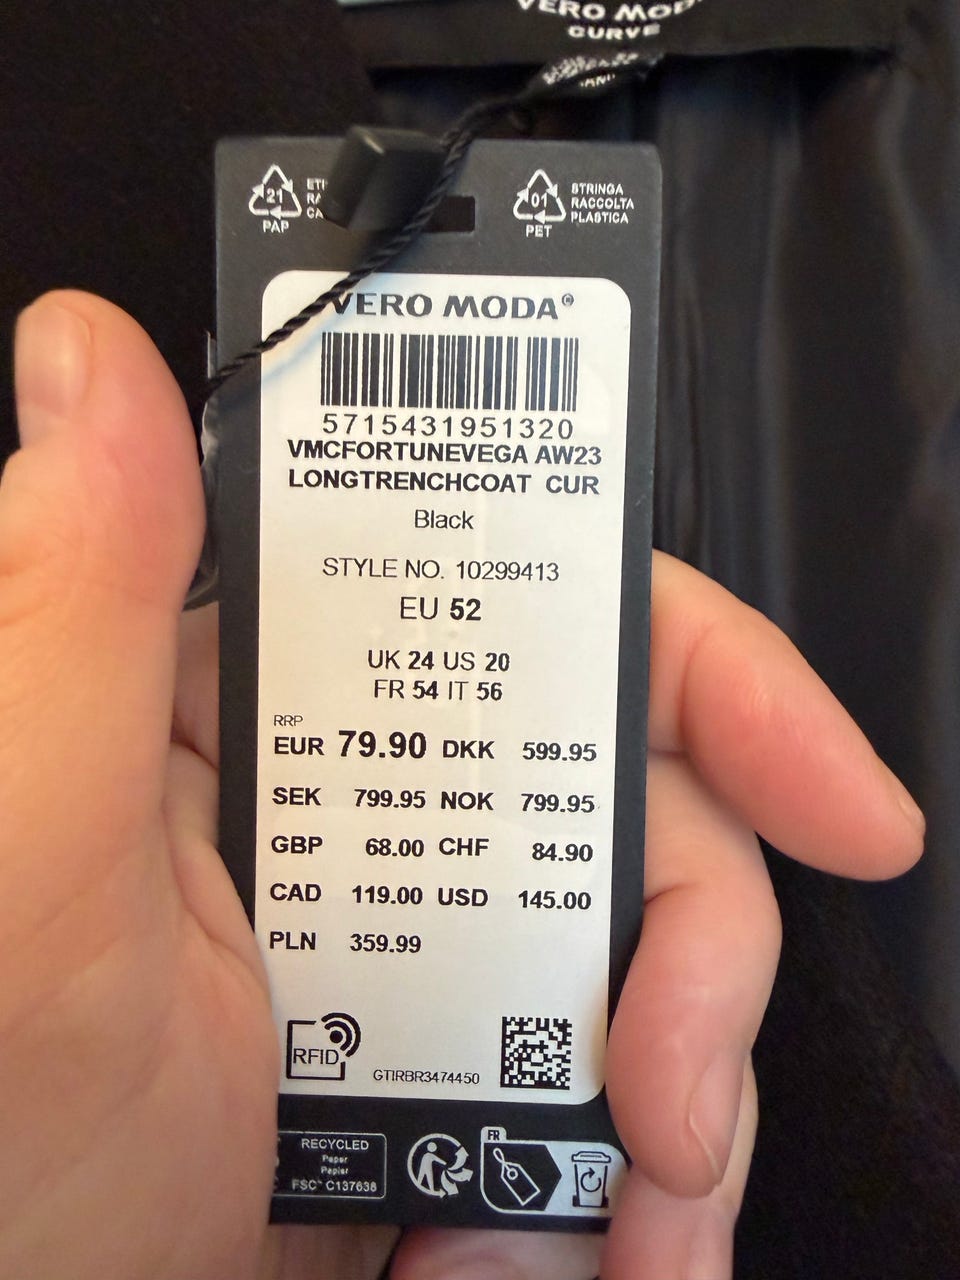 VERO MODA
CURVE
21
PAP
01
PET
STRINGA
RACCOLTA
PLASTICA
VERO MODA®
5715431951320
VMCFORTUNEVEGA AW23
LONGTRENCHCOAT CUR
Black
STYLE NO. 10299413
EU 52
UK 24 US 20
FR 54 IT 56
RRP
EUR 79.90 DKK 599.95
SEK 799.95 NOK 799.95
GBP 68.00 CHF 84.90
CAD 119.00 USD 145.00
PLN 359.99
RFID
GTIRBR3474450
RECYCLED
Paper
Papier
FSC™ C137638
FR